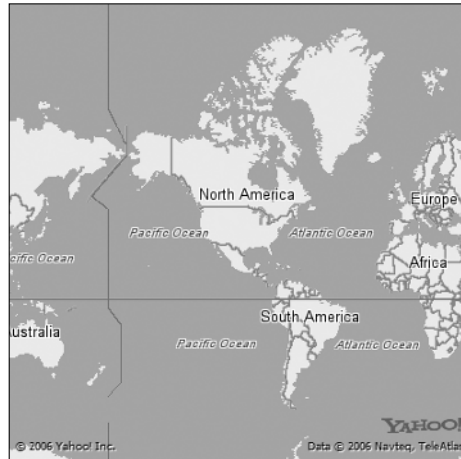 North America
Europe
Pacific Ocean
Atlantic Ocean
cific Ocean
Africa
South America
ustralia
Pacific Ocean
Atlantic Ocean
YAHOO!
© 2006 Yahoo! Inc.
Data © 2006 Navteq, TeleAtlas